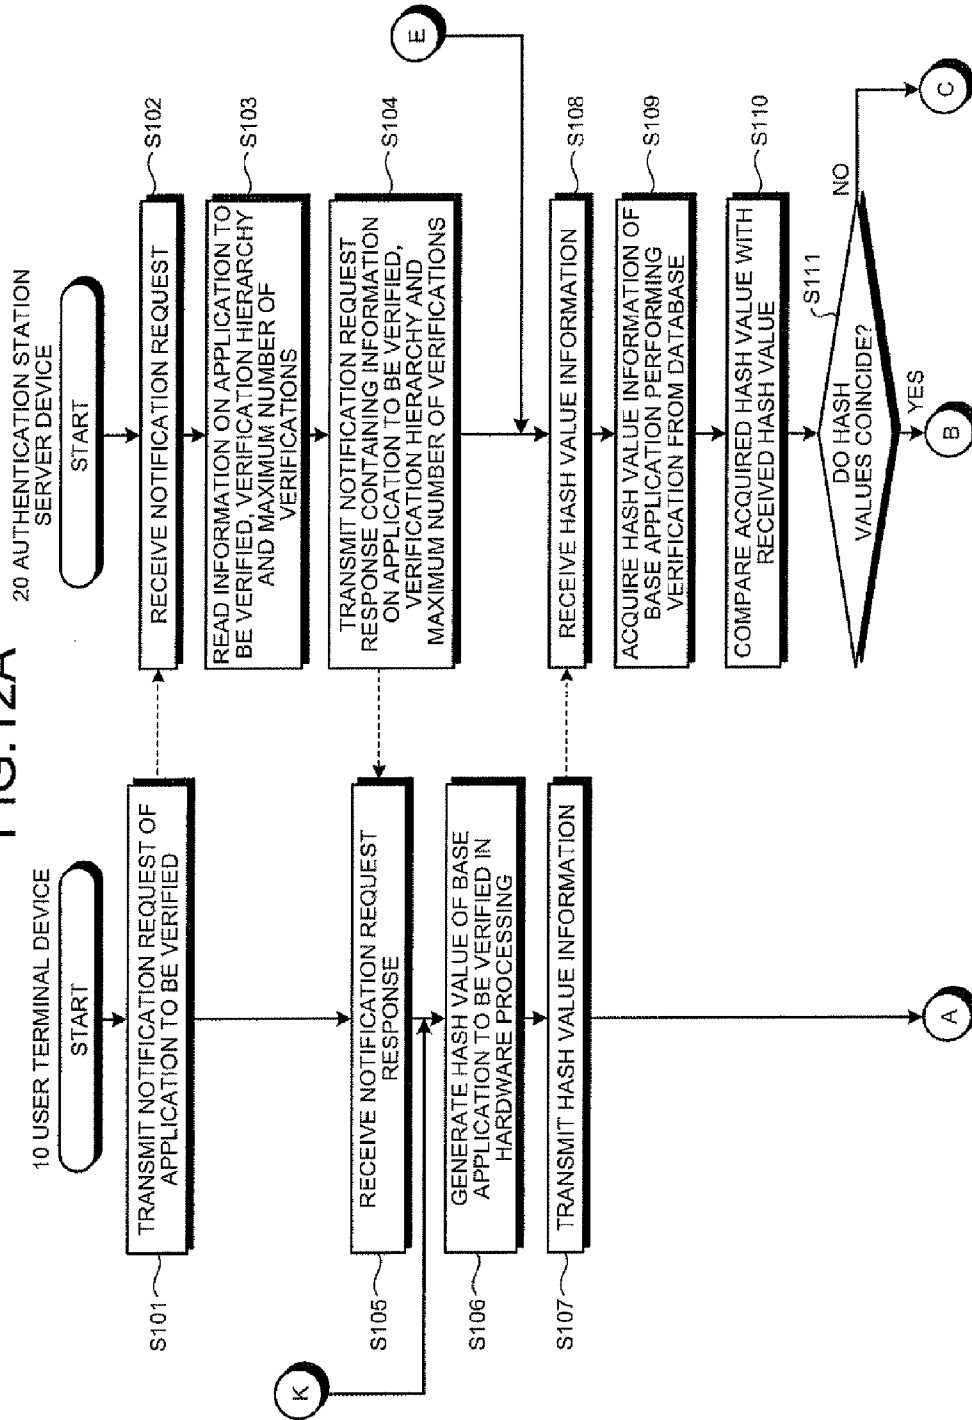 FIG.12A
10 USER TERMINAL DEVICE
START
S101
TRANSMIT NOTIFICATION REQUEST OF
APPLICATION TO BE VERIFIED
S105
RECEIVE NOTIFICATION REQUEST
RESPONSE
K
S106
GENERATE HASH VALUE OF BASE
APPLICATION TO BE VERIFIED IN
HARDWARE PROCESSING
S107
TRANSMIT HASH VALUE INFORMATION
A
20 AUTHENTICATION STATION
SERVER DEVICE
START
RECEIVE NOTIFICATION REQUEST
S102
READ INFORMATION ON APPLICATION TO
BE VERIFIED, VERIFICATION HIERARCHY
AND MAXIMUM NUMBER OF
VERIFICATIONS
S103
TRANSMIT NOTIFICATION REQUEST
RESPONSE CONTAINING INFORMATION
ON APPLICATION TO BE VERIFIED,
VERIFICATION HIERARCHY AND
MAXIMUM NUMBER OF VERIFICATIONS
S104
E
RECEIVE HASH VALUE INFORMATION
S108
ACQUIRE HASH VALUE INFORMATION OF
BASE APPLICATION PERFORMING
VERIFICATION FROM DATABASE
S109
COMPARE ACQUIRED HASH VALUE WITH
RECEIVED HASH VALUE
S110
DO HASH
VALUES COINCIDE?
S111
NO
C
YES
B